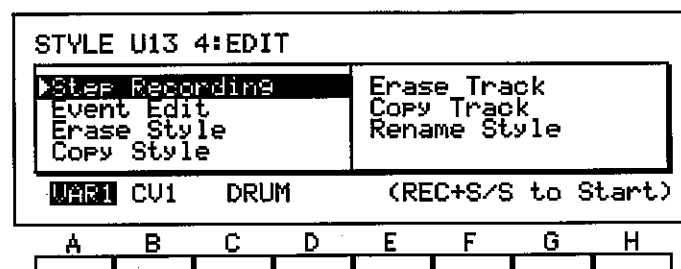 STYLE U13 4:EDIT
▶Step Recording
Event Edit
Erase Style
Copy Style
Erase Track
Copy Track
Rename Style
VAR1 CV1 DRUM (REC+S/S to Start)
A B C D E F G H